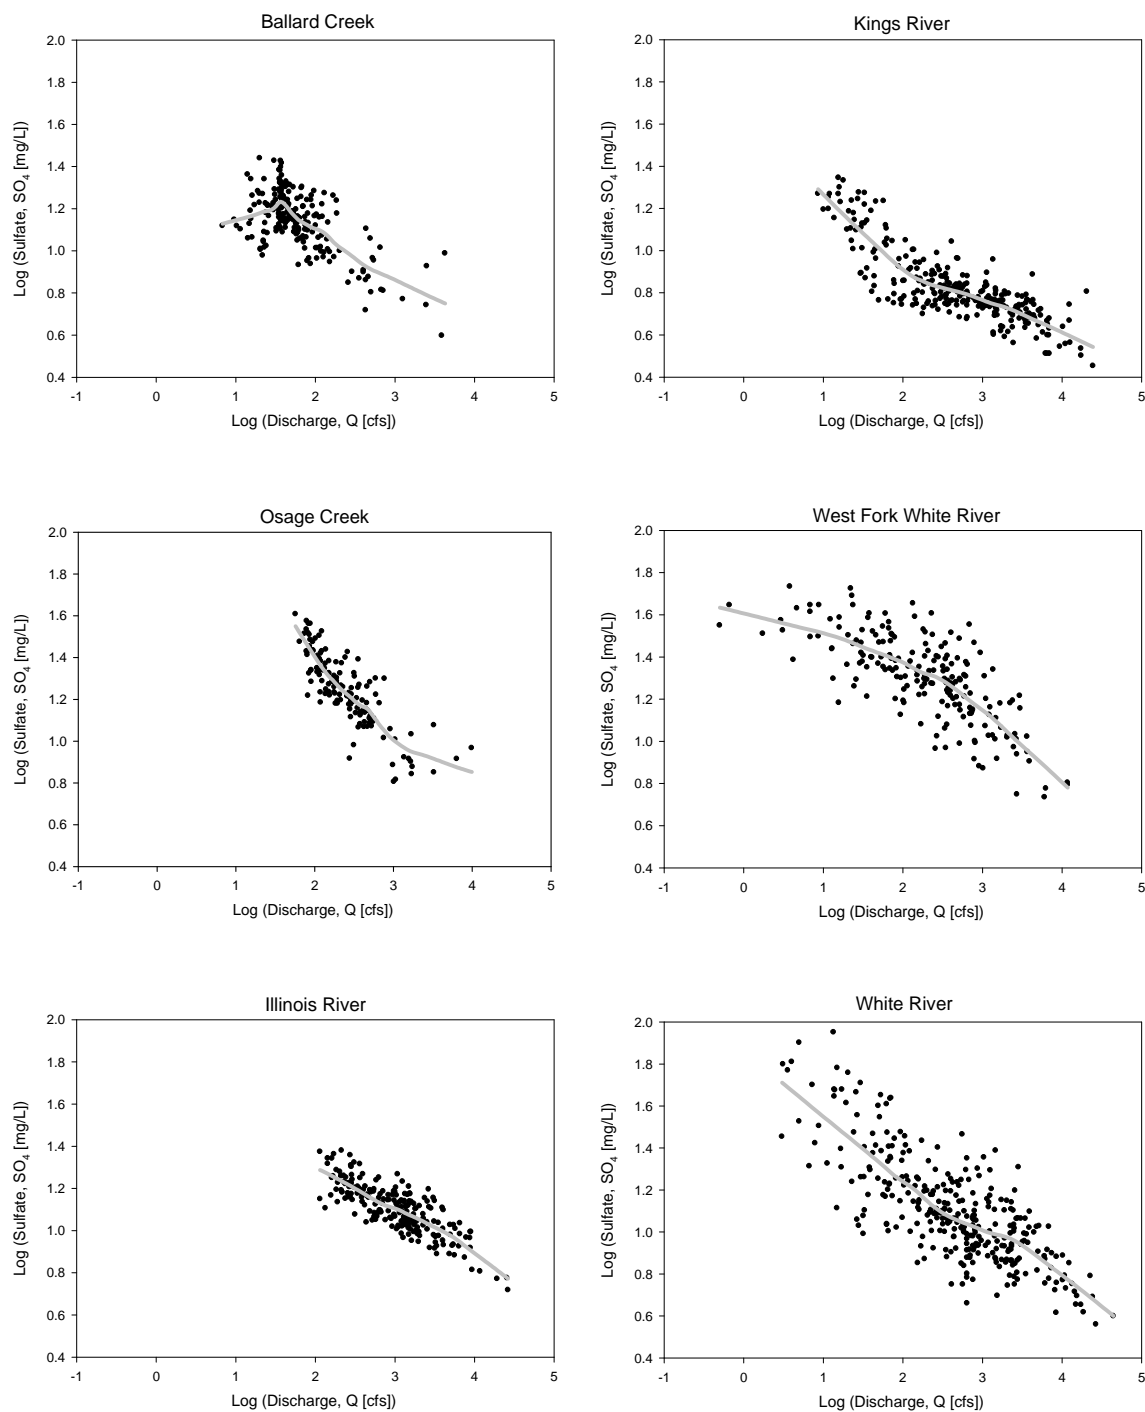 Ballard Creek
Log (Sulfate, SO₄ [mg/L])
2.0
1.8
1.6
1.4
1.2
1.0
0.8
0.6
0.4
-1 0 1 2 3 4 5
Log (Discharge, Q [cfs])
Kings River
Log (Sulfate, SO₄ [mg/L])
2.0
1.8
1.6
1.4
1.2
1.0
0.8
0.6
0.4
-1 0 1 2 3 4 5
Log (Discharge, Q [cfs])
Osage Creek
Log (Sulfate, SO₄ [mg/L])
2.0
1.8
1.6
1.4
1.2
1.0
0.8
0.6
0.4
-1 0 1 2 3 4 5
Log (Discharge, Q [cfs])
West Fork White River
Log (Sulfate, SO₄ [mg/L])
2.0
1.8
1.6
1.4
1.2
1.0
0.8
0.6
0.4
-1 0 1 2 3 4 5
Log (Discharge, Q [cfs])
Illinois River
Log (Sulfate, SO₄ [mg/L])
2.0
1.8
1.6
1.4
1.2
1.0
0.8
0.6
0.4
-1 0 1 2 3 4 5
Log (Discharge, Q [cfs])
White River
Log (Sulfate, SO₄ [mg/L])
2.0
1.8
1.6
1.4
1.2
1.0
0.8
0.6
0.4
-1 0 1 2 3 4 5
Log (Discharge, Q [cfs])